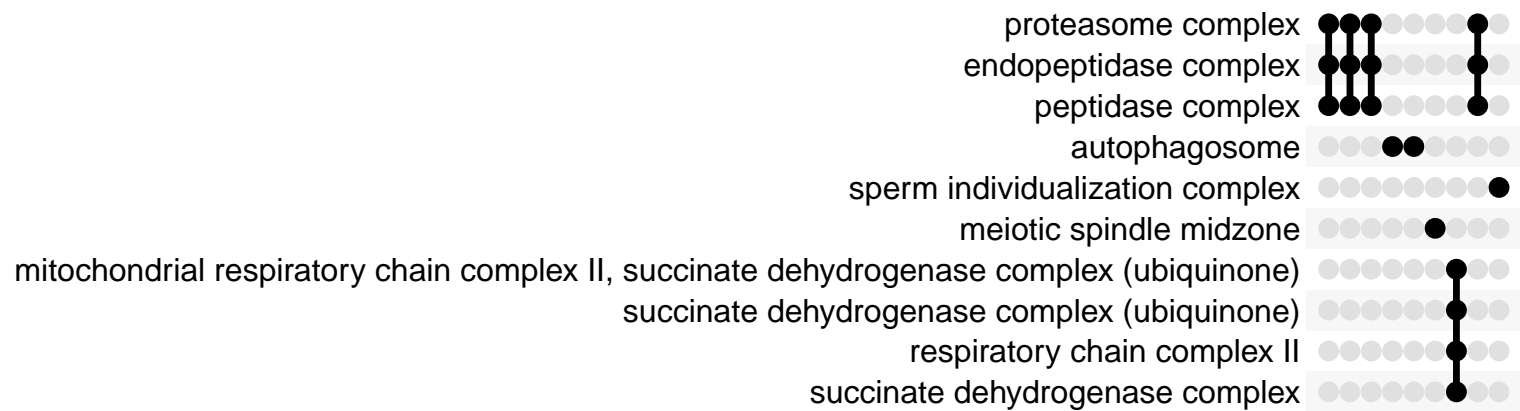 proteasome complex
endopeptidase complex
peptidase complex
autophagosome
sperm individualization complex
meiotic spindle midzone
mitochondrial respiratory chain complex II, succinate dehydrogenase complex (ubiquinone)
succinate dehydrogenase complex (ubiquinone)
respiratory chain complex II
succinate dehydrogenase complex